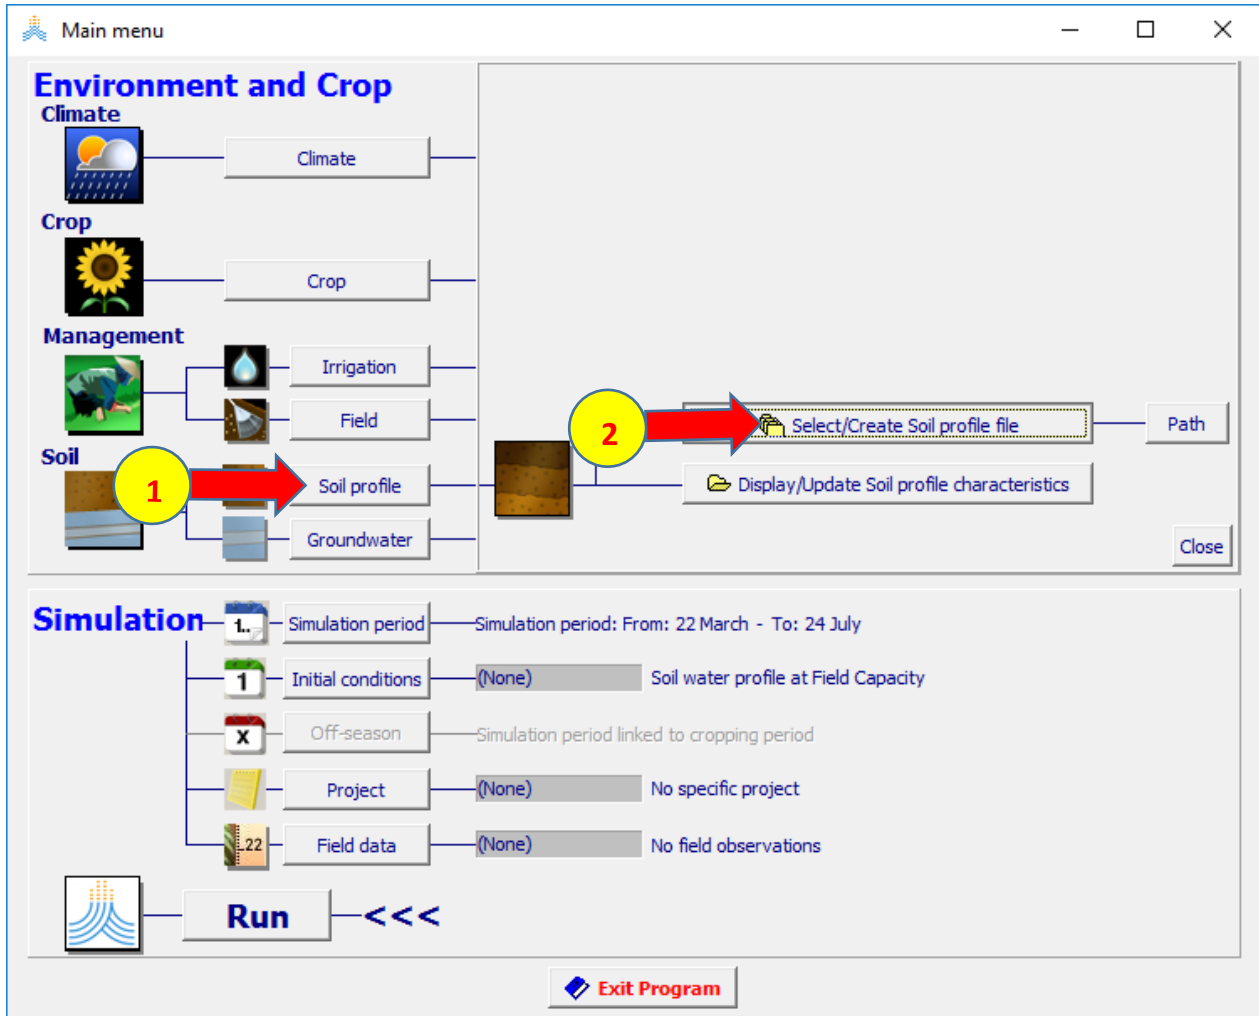 Main menu
Environment and Crop
Climate
Climate
Crop
Crop
Management
Irrigation
Field
2
Select/Create Soil profile file
Path
Soil
1
Soil profile
Display/Update Soil profile characteristics
Groundwater
Close
Simulation
1..
Simulation period
Simulation period: From: 22 March - To: 24 July
1
Initial conditions
(None)
Soil water profile at Field Capacity
X
Off-season
Simulation period linked to cropping period
Project
(None)
No specific project
22
Field data
(None)
No field observations
Run
<<<
Exit Program